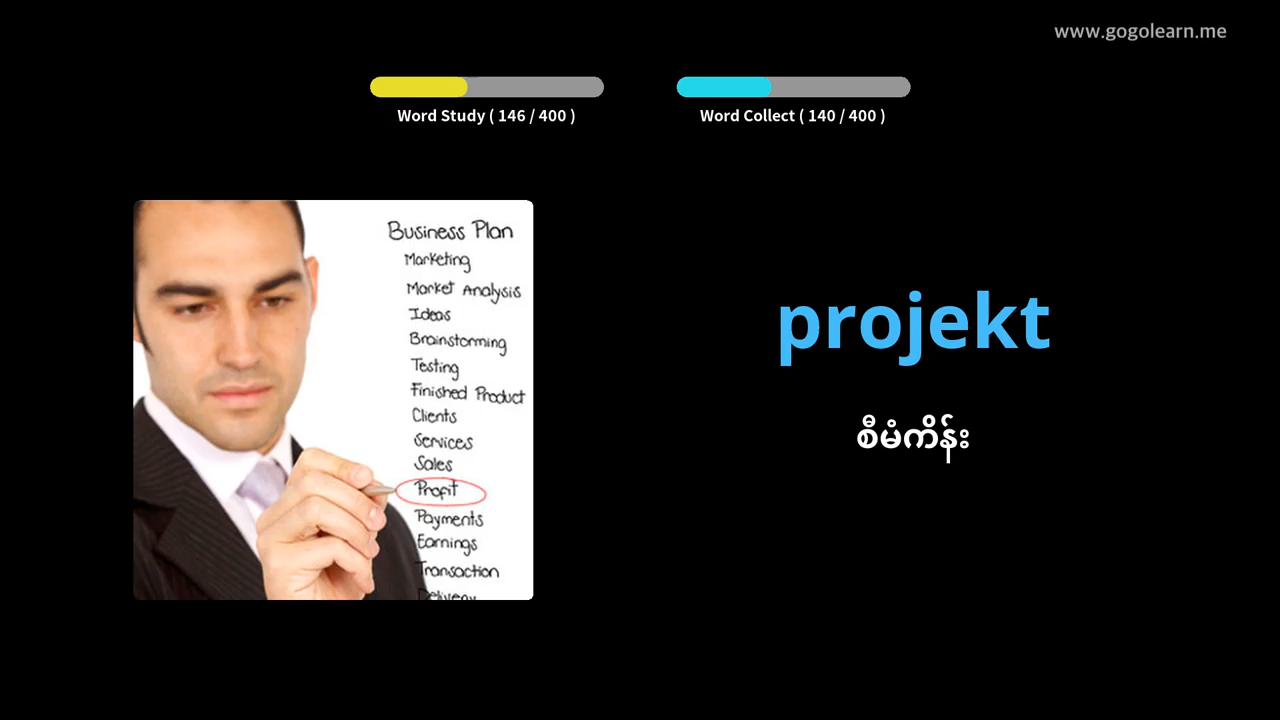 www.gogolearn.me
Word Study ( 146 / 400 )
Word Collect ( 140 / 400 )
Business Plan
Marketing
Market Analysis
Ideas
Brainstorming
Testing
Finished Product
Clients
Services
Sales
Profit
Payments
Earnings
Transaction
Delivery
projekt
စီမံကိန်း